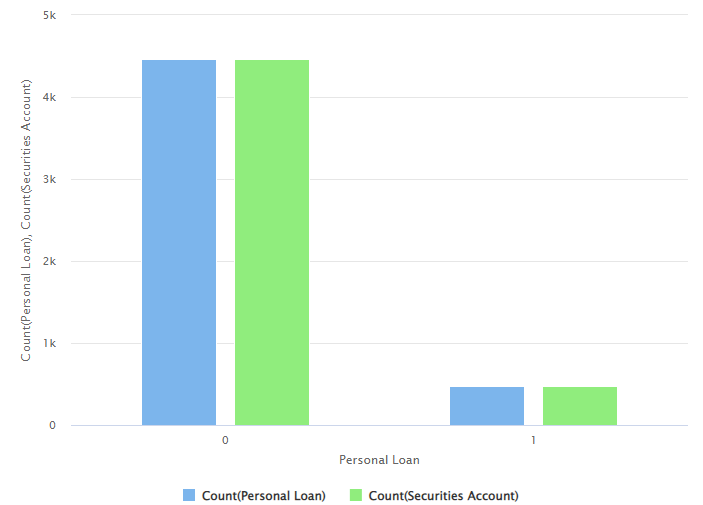 5k
4k
3k
2k
1k
0
Count(Personal Loan), Count(Securities Account)
0
1
Personal Loan
Count(Personal Loan)
Count(Securities Account)